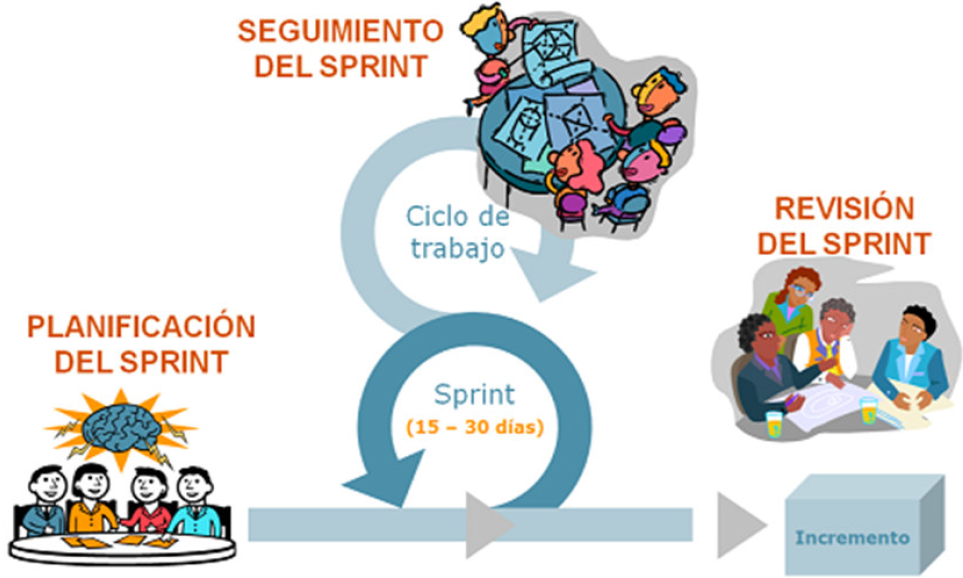 SEGUIMIENTO
DEL SPRINT
Ciclo de
trabajo
REVISIÓN
DEL SPRINT
PLANIFICACIÓN
DEL SPRINT
Sprint
(15 – 30 días)
Incremento